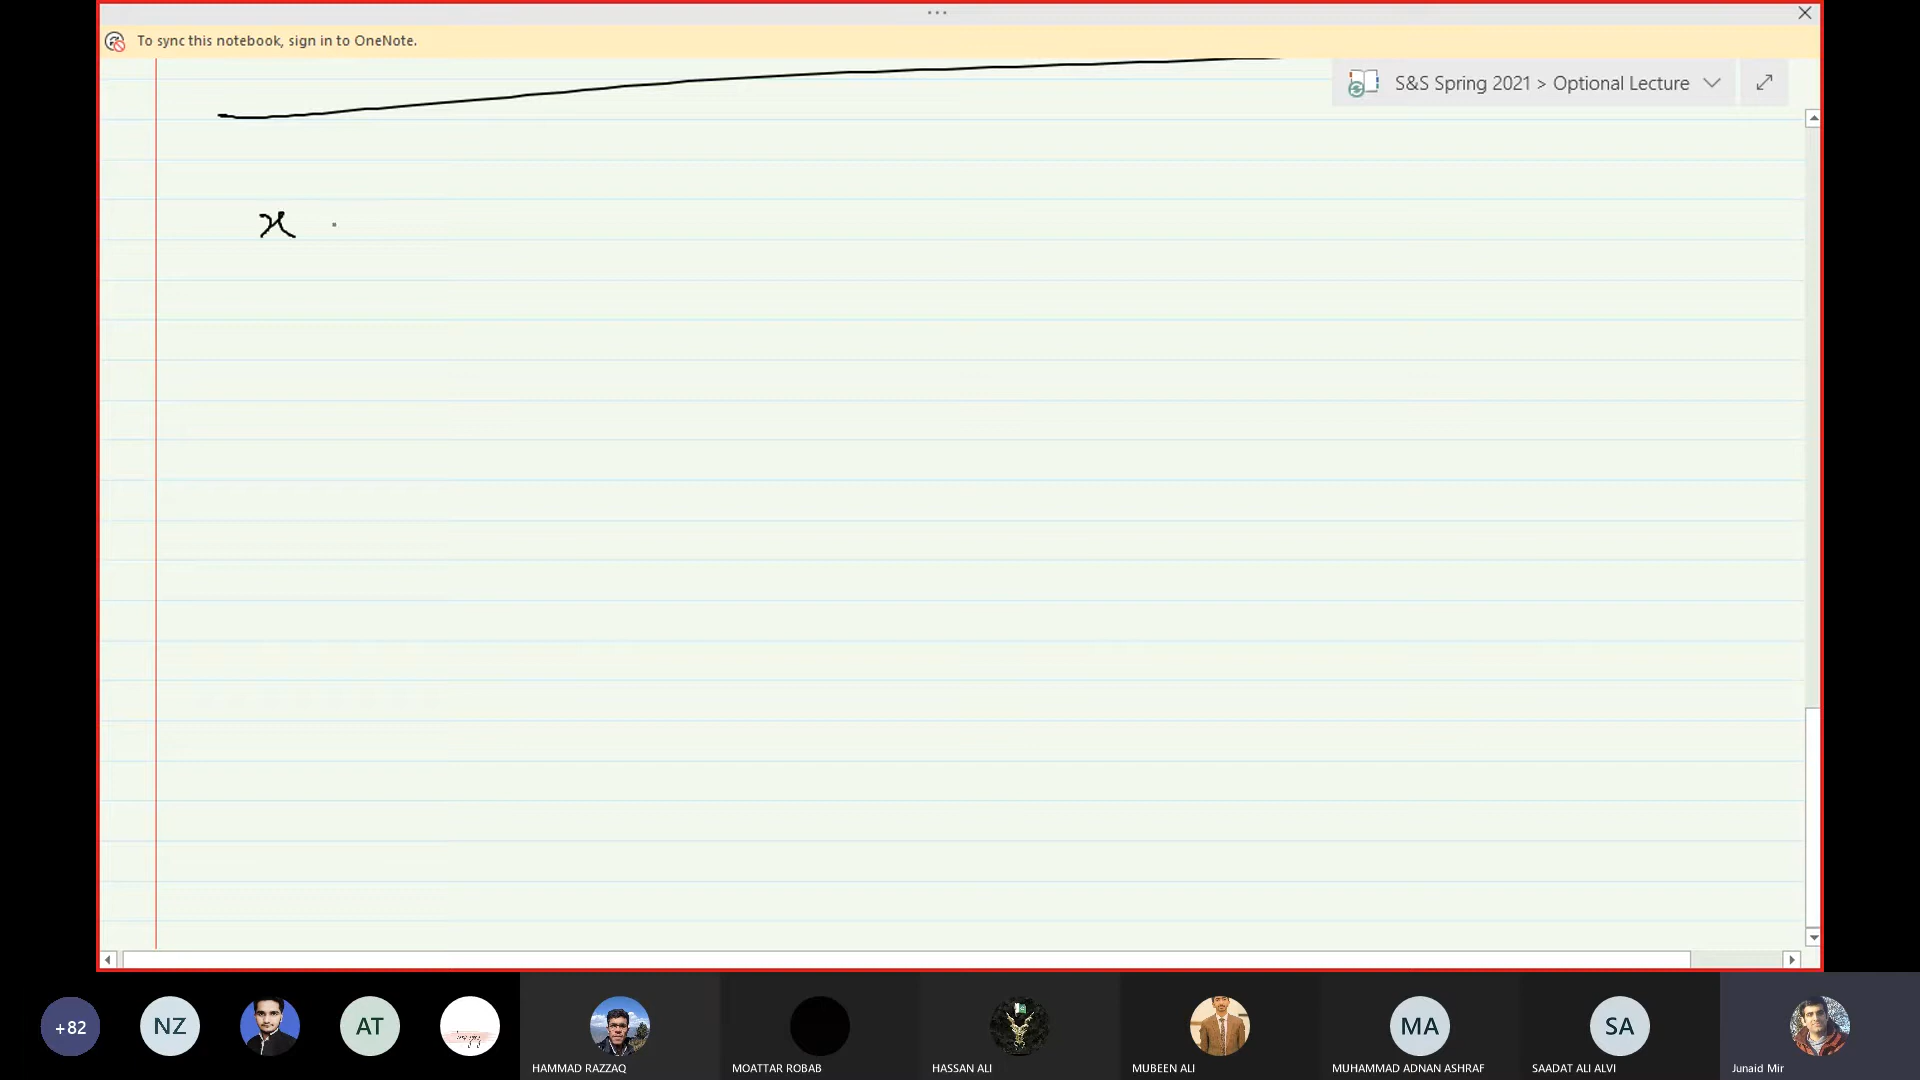 To sync this notebook, sign in to OneNote.
S&S Spring 2021 > Optional Lecture
x
+82
NZ
AT
HAMMAD RAZZAQ
MOATTAR ROBAB
HASSAN ALI
MUBEEN ALI
MA
MUHAMMAD ADNAN ASHRAF
SA
SAADAT ALI ALVI
Junaid Mir